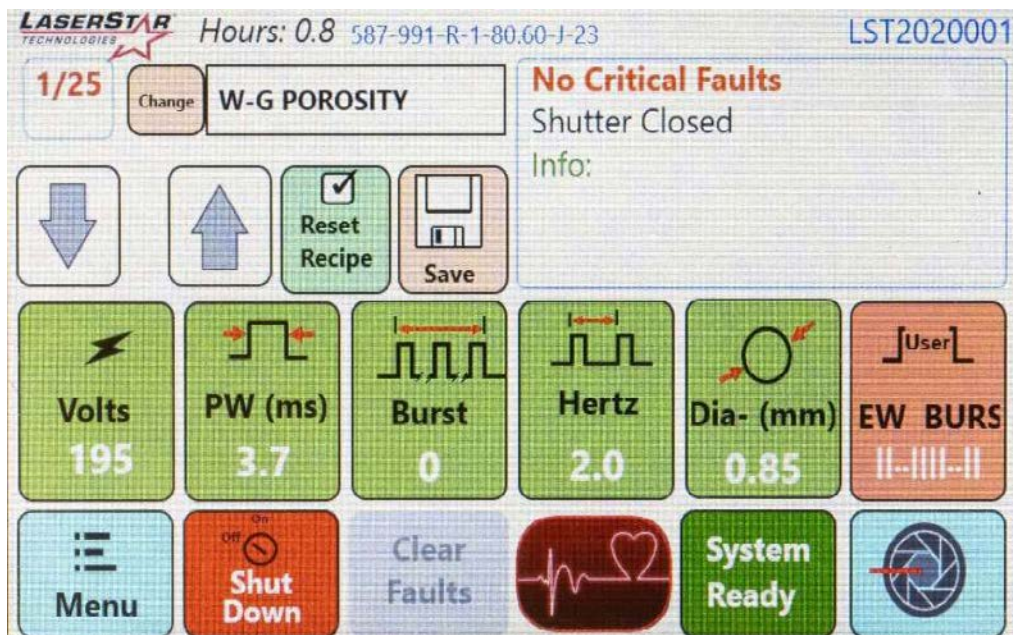 LASERSTAR
TECHNOLOGIES
Hours: 0.8 587-991-R-1-80.60-J-23 LST2020001
1/25
Change
W-G POROSITY
No Critical Faults
Shutter Closed
Info:
Reset
Recipe
Save
Volts
195
PW (ms)
3.7
Burst
0
Hertz
2.0
Dia- (mm)
0.85
User
EW BURS
||..||||..||
Menu
On
Off
Shut
Down
Clear
Faults
System
Ready